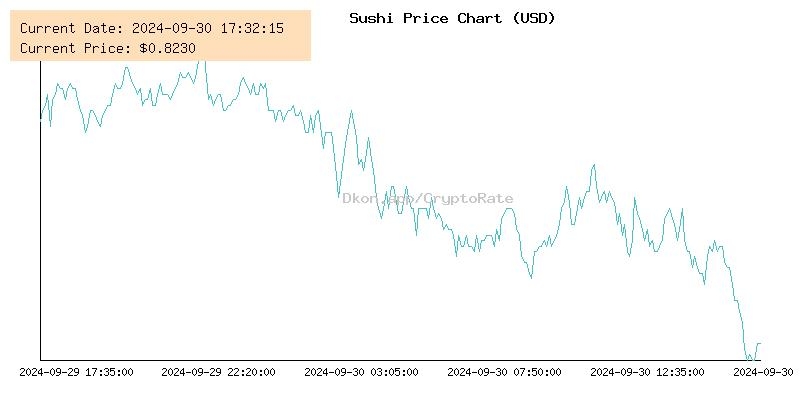 Sushi Price Chart (USD)
Current Date: 2024-09-30 17:32:15
Current Price: $0.8230
Dkon.app/CryptoRate
2024-09-29 17:35:00 2024-09-29 22:20:00 2024-09-30 03:05:00 2024-09-30 07:50:00 2024-09-30 12:35:00 2024-09-30